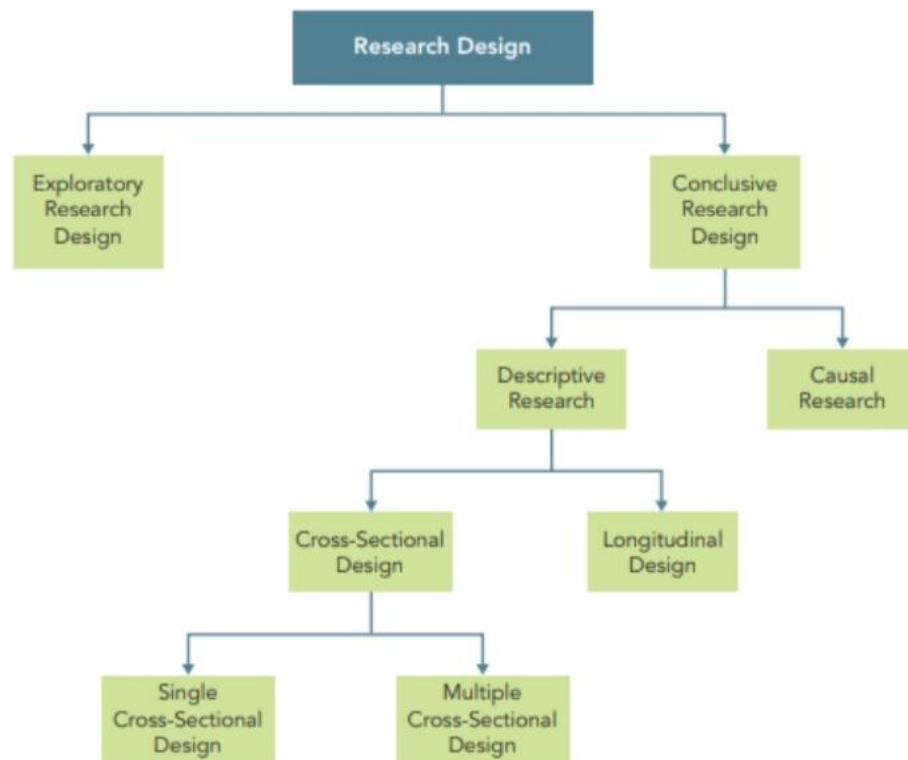 Research Design
Exploratory
Research
Design
Conclusive
Research
Design
Descriptive
Research
Causal
Research
Cross-Sectional
Design
Longitudinal
Design
Single
Cross-Sectional
Design
Multiple
Cross-Sectional
Design